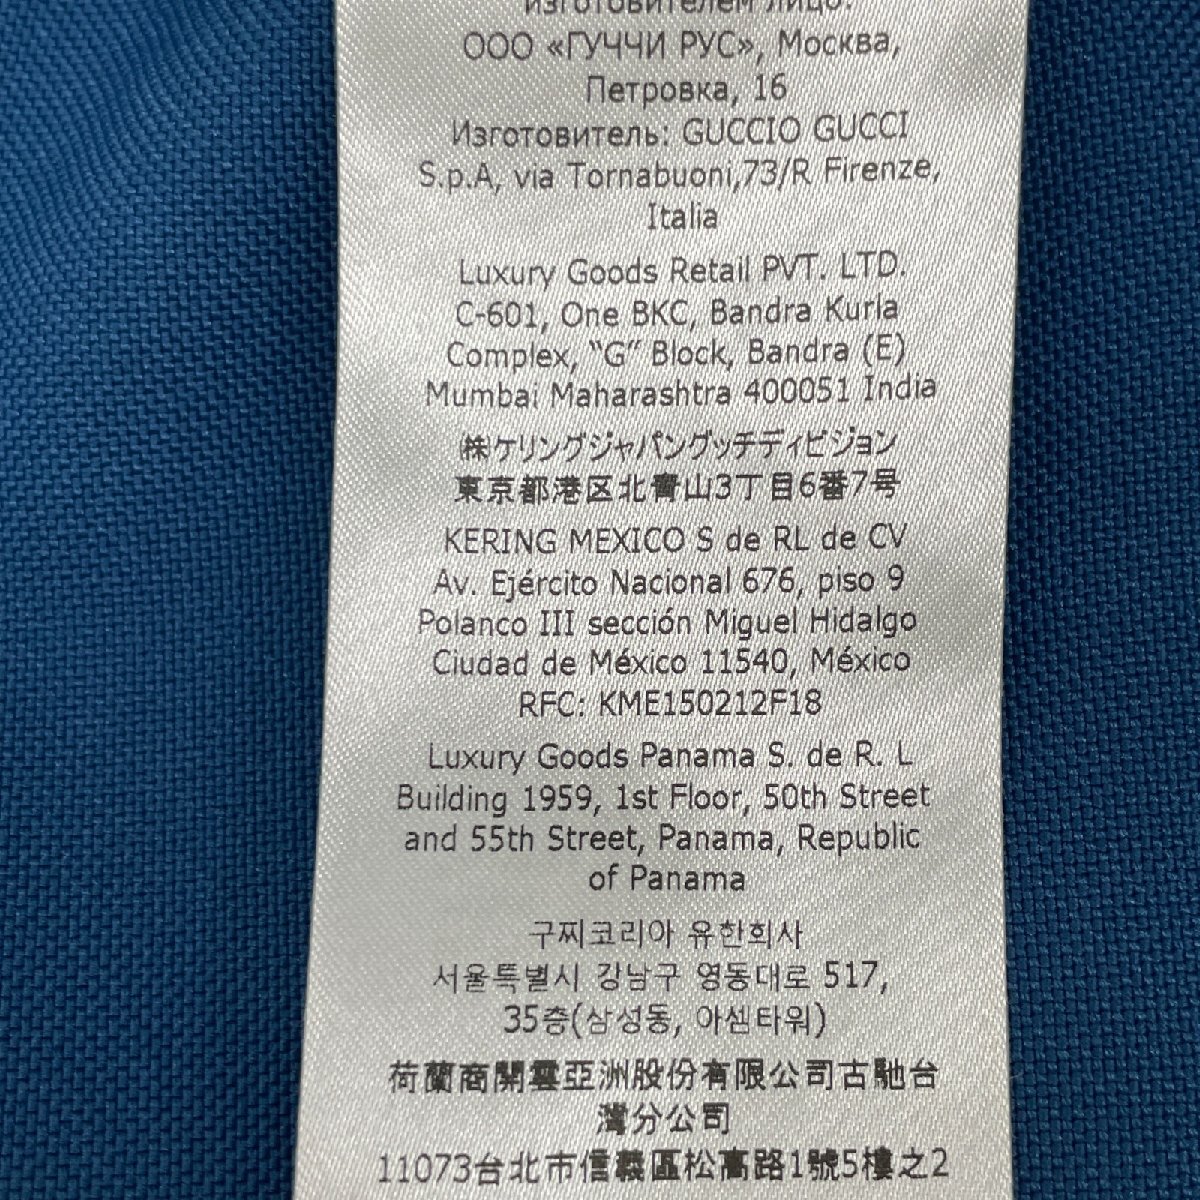 изготовителем лицо:
ООО «ГУЧЧИ РУС», Москва,
Петровка, 16
Изготовитель: GUCCIO GUCCI
S.p.A, via Tornabuoni,73/R Firenze,
Italia
Luxury Goods Retail PVT. LTD.
C-601, One BKC, Bandra Kurla
Complex, “G” Block, Bandra (E)
Mumbai Maharashtra 400051 India
㈱ケリングジャパングッチディビジョン
東京都港区北青山3丁目6番7号
KERING MEXICO S de RL de CV
Av. Ejército Nacional 676, piso 9
Polanco III sección Miguel Hidalgo
Ciudad de México 11540, México
RFC: KME150212F18
Luxury Goods Panama S. de R. L
Building 1959, 1st Floor, 50th Street
and 55th Street, Panama, Republic
of Panama
구찌코리아 유한회사
서울특별시 강남구 영동대로 517,
35층(삼성동, 아셈타워)
荷蘭商開雲亞洲股份有限公司古馳台
灣分公司
11073台北市信義區松高路1號5樓之2